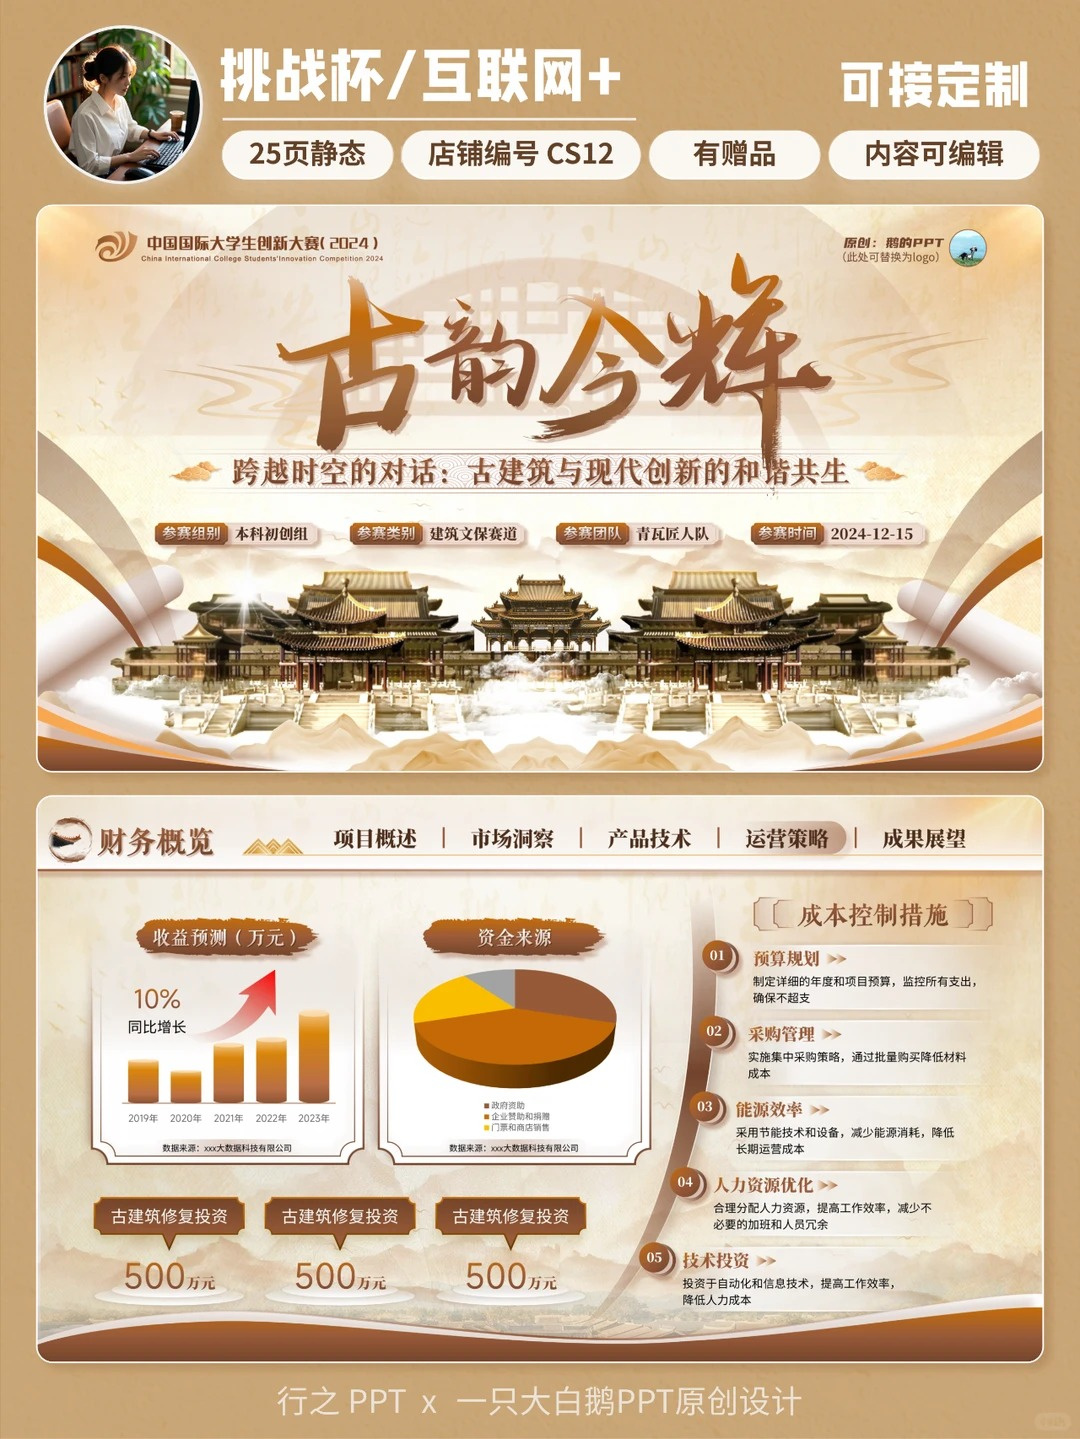 挑战杯/互联网+
可接定制
25页静态
店铺编号 CS12
有赠品
内容可编辑
中国国际大学生创新大赛(2024)
China International College Students'Innovation Competition 2024
原创：鹅的PPT
(此处可替换为logo)
古韵今辉
跨越时空的对话：古建筑与现代创新的和谐共生
参赛组别 本科初创组
参赛类别 建筑文保赛道
参赛团队 青瓦匠人队
参赛时间 2024-12-15
财务概览
项目概述 | 市场洞察 | 产品技术 | 运营策略 | 成果展望
收益预测（万元）
10%
同比增长
2019年 2020年 2021年 2022年 2023年
数据来源：xxx大数据科技有限公司
资金来源
政府资助
企业赞助和捐赠
门票和商店销售
数据来源：xxx大数据科技有限公司
古建筑修复投资
500万元
古建筑修复投资
500万元
古建筑修复投资
500万元
成本控制措施
01 预算规划
制定详细的年度和项目预算，监控所有支出，
确保不超支
02 采购管理
实施集中采购策略，通过批量购买降低材料
成本
03 能源效率
采用节能技术和设备，减少能源消耗，降低
长期运营成本
04 人力资源优化
合理分配人力资源，提高工作效率，减少不
必要的加班和人员冗余
05 技术投资
投资于自动化和信息技术，提高工作效率，
降低人力成本
行之 PPT x 一只大白鹅PPT原创设计